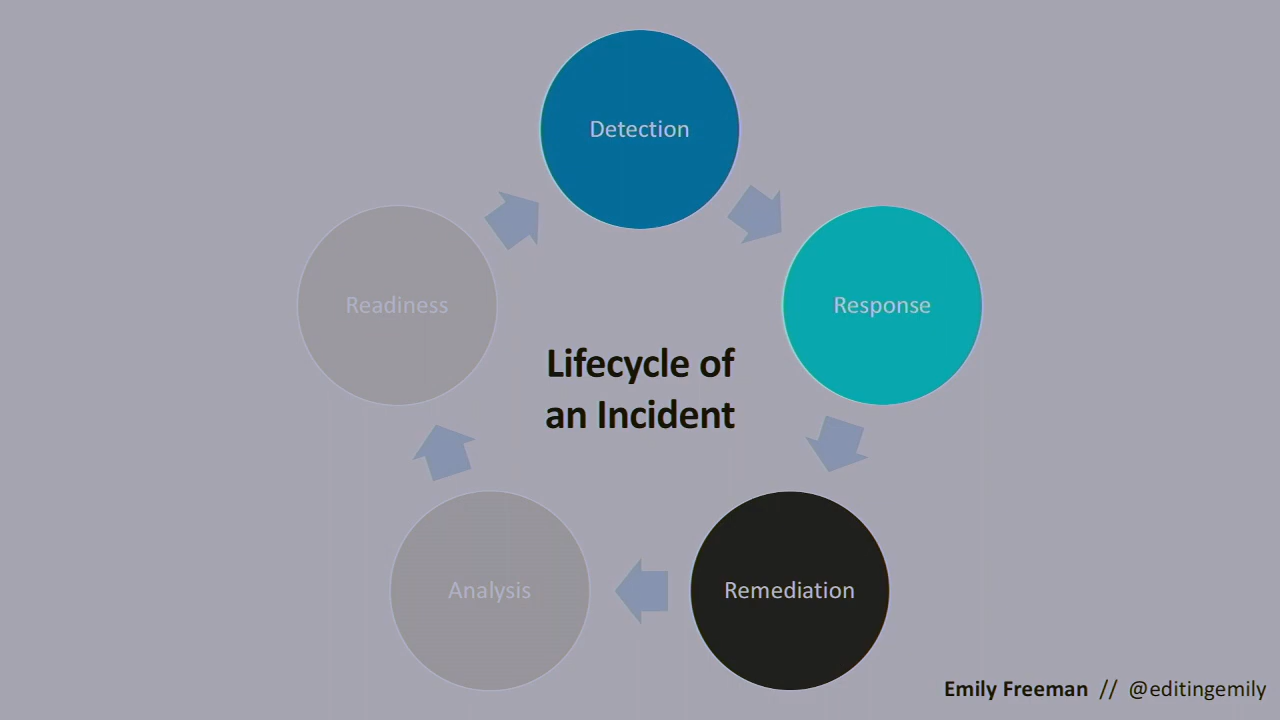 Detection
Response
Readiness
Lifecycle of
an Incident
Remediation
Analysis
Emily Freeman // @editingemily